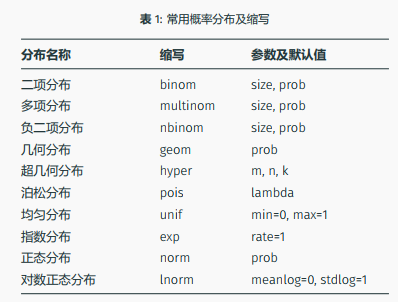 表 1: 常用概率分布及缩写
分布名称 缩写 参数及默认值
二项分布 binom size, prob
多项分布 multinom size, prob
负二项分布 nbinom size, prob
几何分布 geom prob
超几何分布 hyper m, n, k
泊松分布 pois lambda
均匀分布 unif min=0, max=1
指数分布 exp rate=1
正态分布 norm prob
对数正态分布 lnorm meanlog=0, stdlog=1